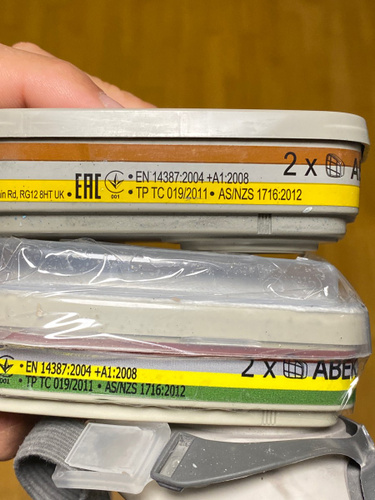 • EN 14387:2004 +A1:2008
2 x A
in Rd, RG12 8HT UK • EAC 001 • TP TC 019/2011 • AS/NZS 1716:2012
• EN 14387:2004 +A1:2008
2 x ABEK
001 • TP TC 019/2011 • AS/NZS 1716:2012